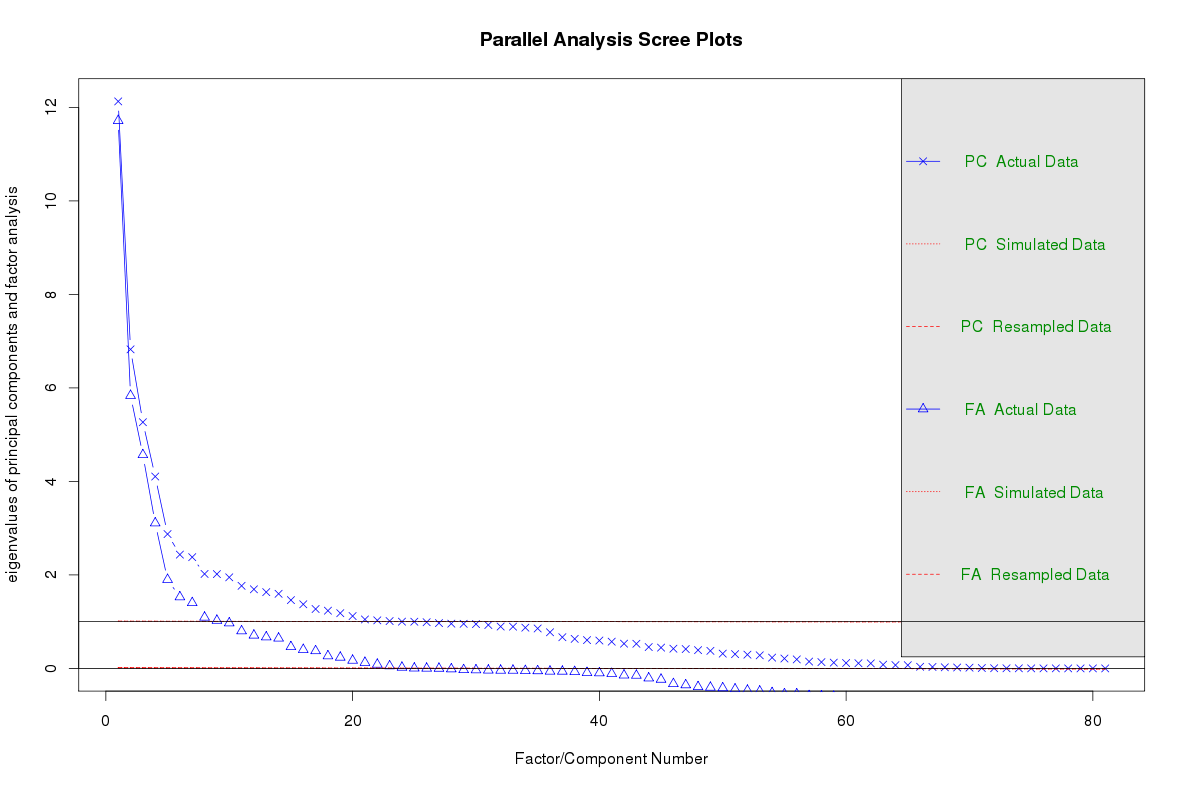 Parallel Analysis Scree Plots
eigenvalues of principal components and factor analysis
12
10
8
6
4
2
0
PC Actual Data
PC Simulated Data
PC Resampled Data
FA Actual Data
FA Simulated Data
FA Resampled Data
0 20 40 60 80
Factor/Component Number